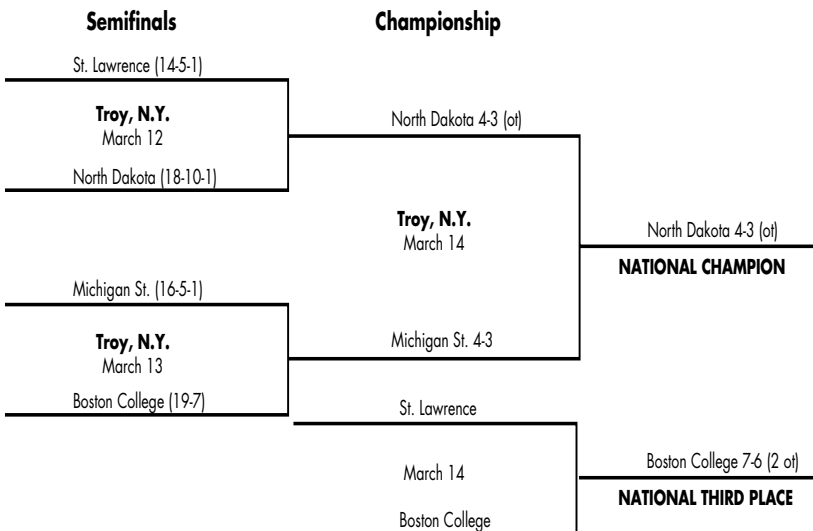 Semifinals
Championship
St. Lawrence (14-5-1)
Troy, N.Y.
March 12
North Dakota (18-10-1)
North Dakota 4-3 (ot)
Troy, N.Y.
March 14
North Dakota 4-3 (ot)
NATIONAL CHAMPION
Michigan St. (16-5-1)
Troy, N.Y.
March 13
Boston College (19-7)
Michigan St. 4-3
St. Lawrence
March 14
Boston College
Boston College 7-6 (2 ot)
NATIONAL THIRD PLACE